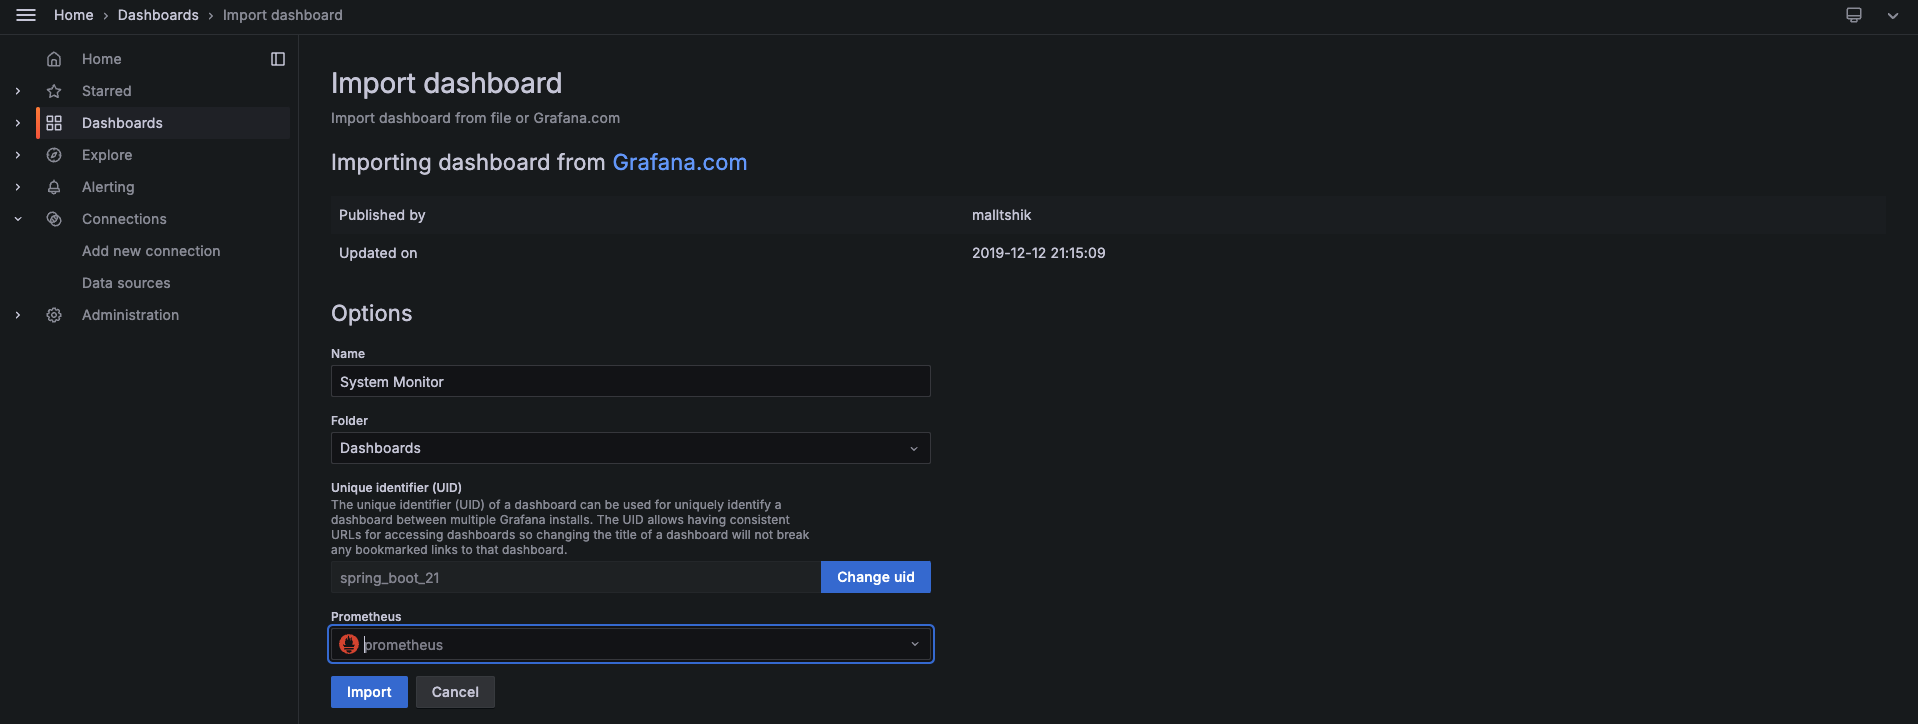 Home › Dashboards › Import dashboard
Home
Starred
Dashboards
Explore
Alerting
Connections
Add new connection
Data sources
Administration
Import dashboard
Import dashboard from file or Grafana.com
Importing dashboard from Grafana.com
Published by malltshik
Updated on 2019-12-12 21:15:09
Options
Name
System Monitor
Folder
Dashboards
Unique identifier (UID)
The unique identifier (UID) of a dashboard can be used for uniquely identify a
dashboard between multiple Grafana installs. The UID allows having consistent
URLs for accessing dashboards so changing the title of a dashboard will not break
any bookmarked links to that dashboard.
spring_boot_21 Change uid
Prometheus
prometheus
Import Cancel